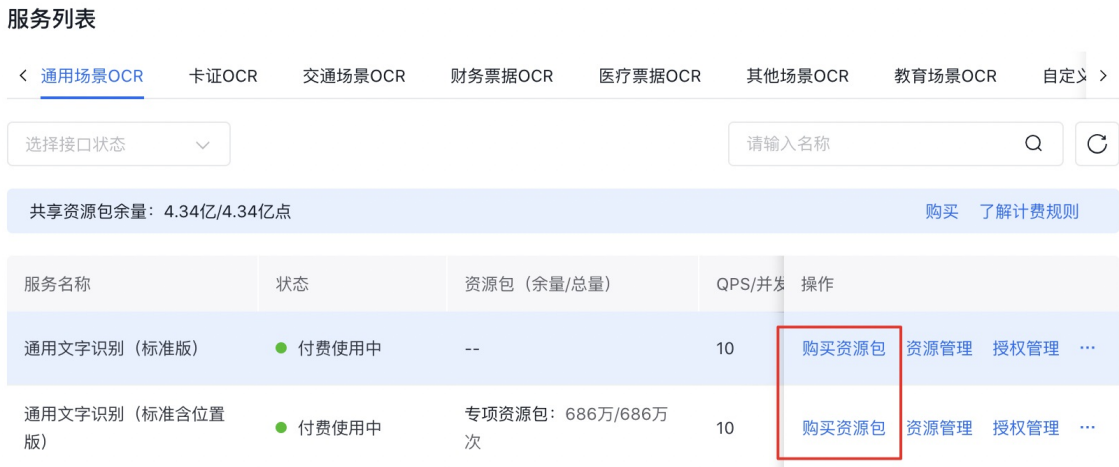 服务列表
通用场景OCR 卡证OCR 交通场景OCR 财务票据OCR 医疗票据OCR 其他场景OCR 教育场景OCR 自定义
选择接口状态 请输入名称
共享资源包余量：4.34亿/4.34亿点 购买 了解计费规则
服务名称 状态 资源包（余量/总量） QPS/并发 操作
通用文字识别（标准版） 付费使用中 -- 10 购买资源包 资源管理 授权管理 ···
通用文字识别（标准含位置版） 付费使用中 专项资源包：686万/686万次 10 购买资源包 资源管理 授权管理 ···